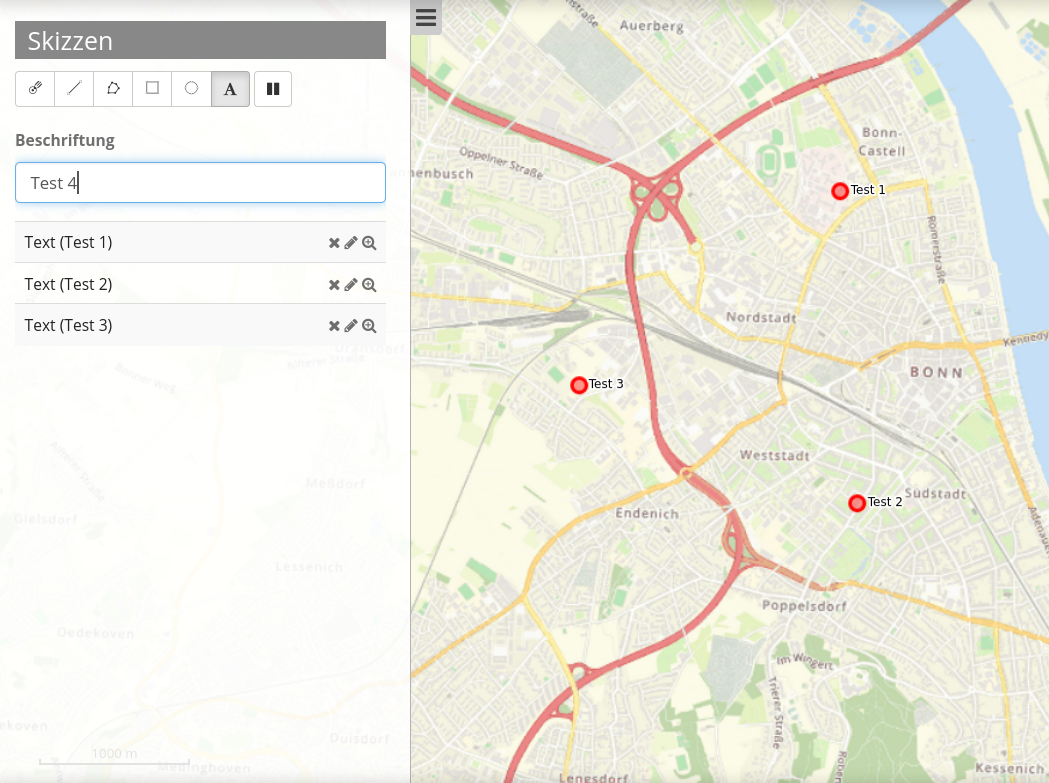 Skizzen
A
Beschriftung
Test 4
Text (Test 1)
Text (Test 2)
Text (Test 3)
Auerberg
Bonn-
Castell
Oppelner Straße
Test 1
Römerstraße
Nordstadt
Kennedy
BONN
Test 3
Weststadt
Test 2
Südstadt
Endenich
Meßdorf
Gielsdorf
Lessenich
Poppelsdorf
Oedekoven
Im Wingert
Trierer Straße
Duisdorf
1000 m
Medinghoven
Lengsdorf
Kessenich